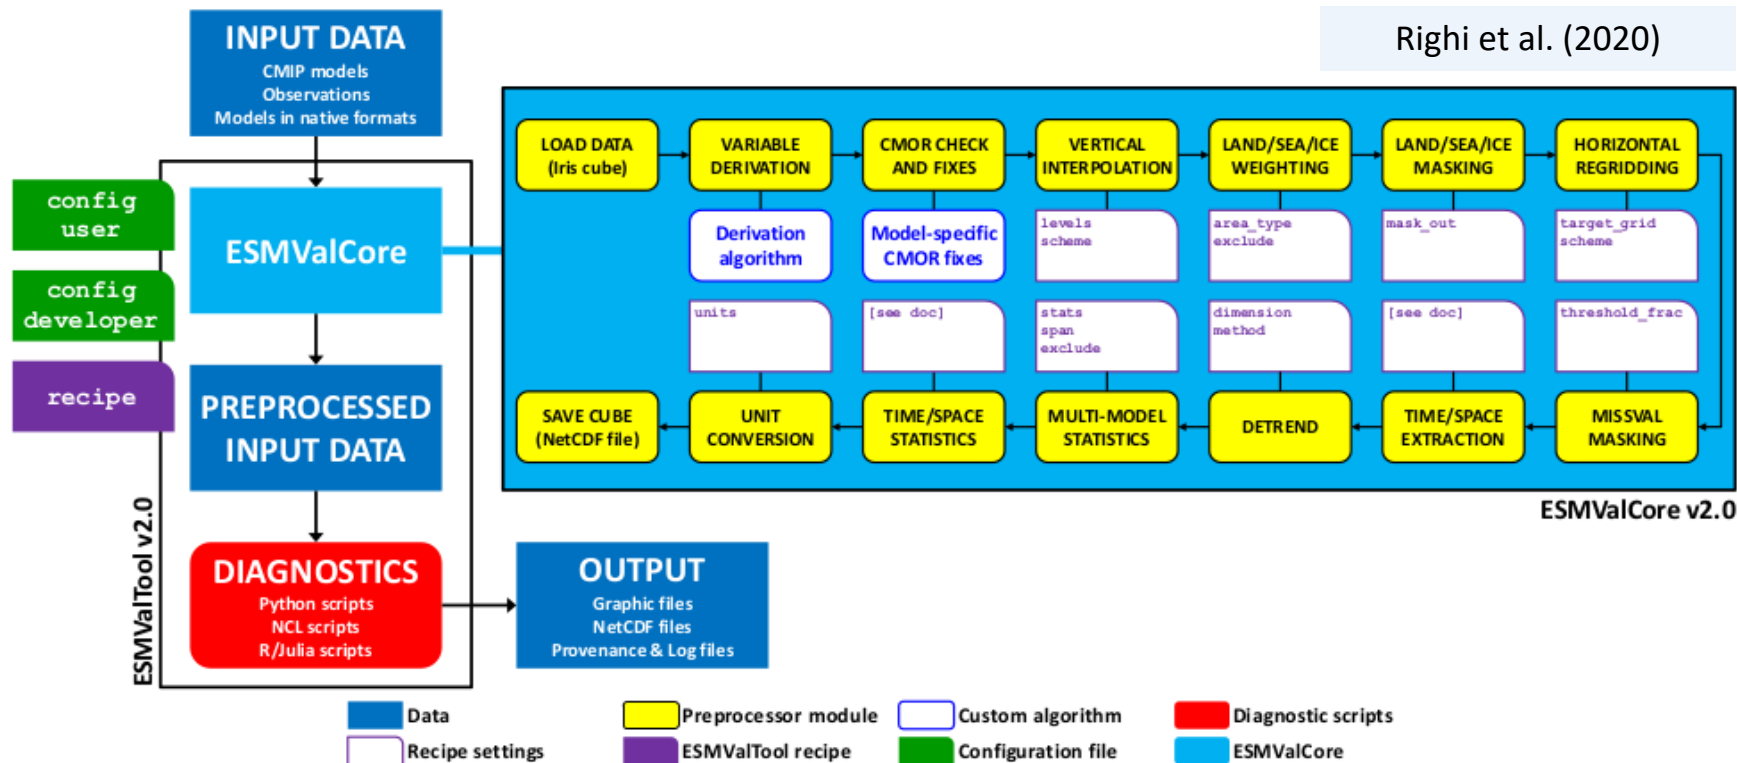 Righi et al. (2020)
INPUT DATA
CMIP models
Observations
Models in native formats
config
user
config
developer
recipe
ESMValCore
PREPROCESSED
INPUT DATA
DIAGNOSTICS
Python scripts
NCL scripts
R/Julia scripts
ESMValTool v2.0
OUTPUT
Graphic files
NetCDF files
Provenance & Log files
LOAD DATA
(Iris cube)
VARIABLE
DERIVATION
CMOR CHECK
AND FIXES
VERTICAL
INTERPOLATION
LAND/SEA/ICE
WEIGHTING
LAND/SEA/ICE
MASKING
HORIZONTAL
REGRIDDING
Derivation
algorithm
Model-specific
CMOR fixes
levels
scheme
area_type
exclude
mask_out
target_grid
scheme
units
[see doc]
stats
span
exclude
dimension
method
[see doc]
threshold_frac
SAVE CUBE
(NetCDF file)
UNIT
CONVERSION
TIME/SPACE
STATISTICS
MULTI-MODEL
STATISTICS
DETREND
TIME/SPACE
EXTRACTION
MISSVAL
MASKING
ESMValCore v2.0
Data
Preprocessor module
Custom algorithm
Diagnostic scripts
Recipe settings
ESMValTool recipe
Configuration file
ESMValCore